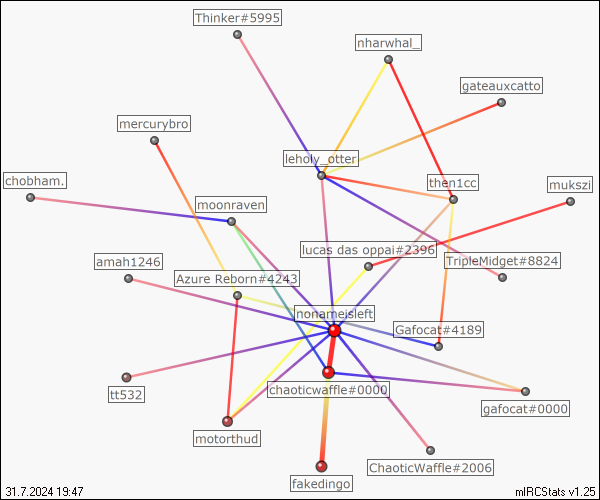 Thinker#5995
nharwhal_
gateauxcatto
mercurybro
leholy_otter
chobham.
then1cc
mukszi
moonraven
lucas das oppai#2396
amah1246
TripleMidget#8824
Azure Reborn#4243
nonameisleft
Gafocat#4189
chaoticwaffle#0000
tt532
gafocat#0000
motorthud
ChaoticWaffle#2006
fakedingo
31.7.2024 19:47
mIRCStats v1.25